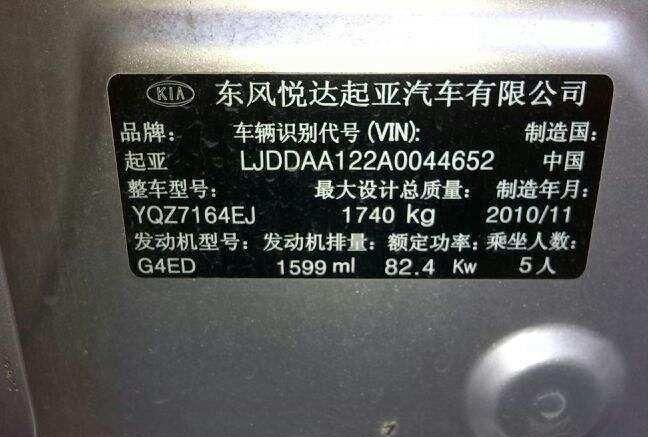 KIA 东风悦达起亚汽车有限公司
品牌: 车辆识别代号(VIN): 制造国:
起亚 LJDDAA122A0044652 中国
整车型号: 最大设计总质量: 制造年月:
YQZ7164EJ 1740 kg 2010/11
发动机型号: 发动机排量: 额定功率: 乘坐人数:
G4ED 1599 ml 82.4 Kw 5人